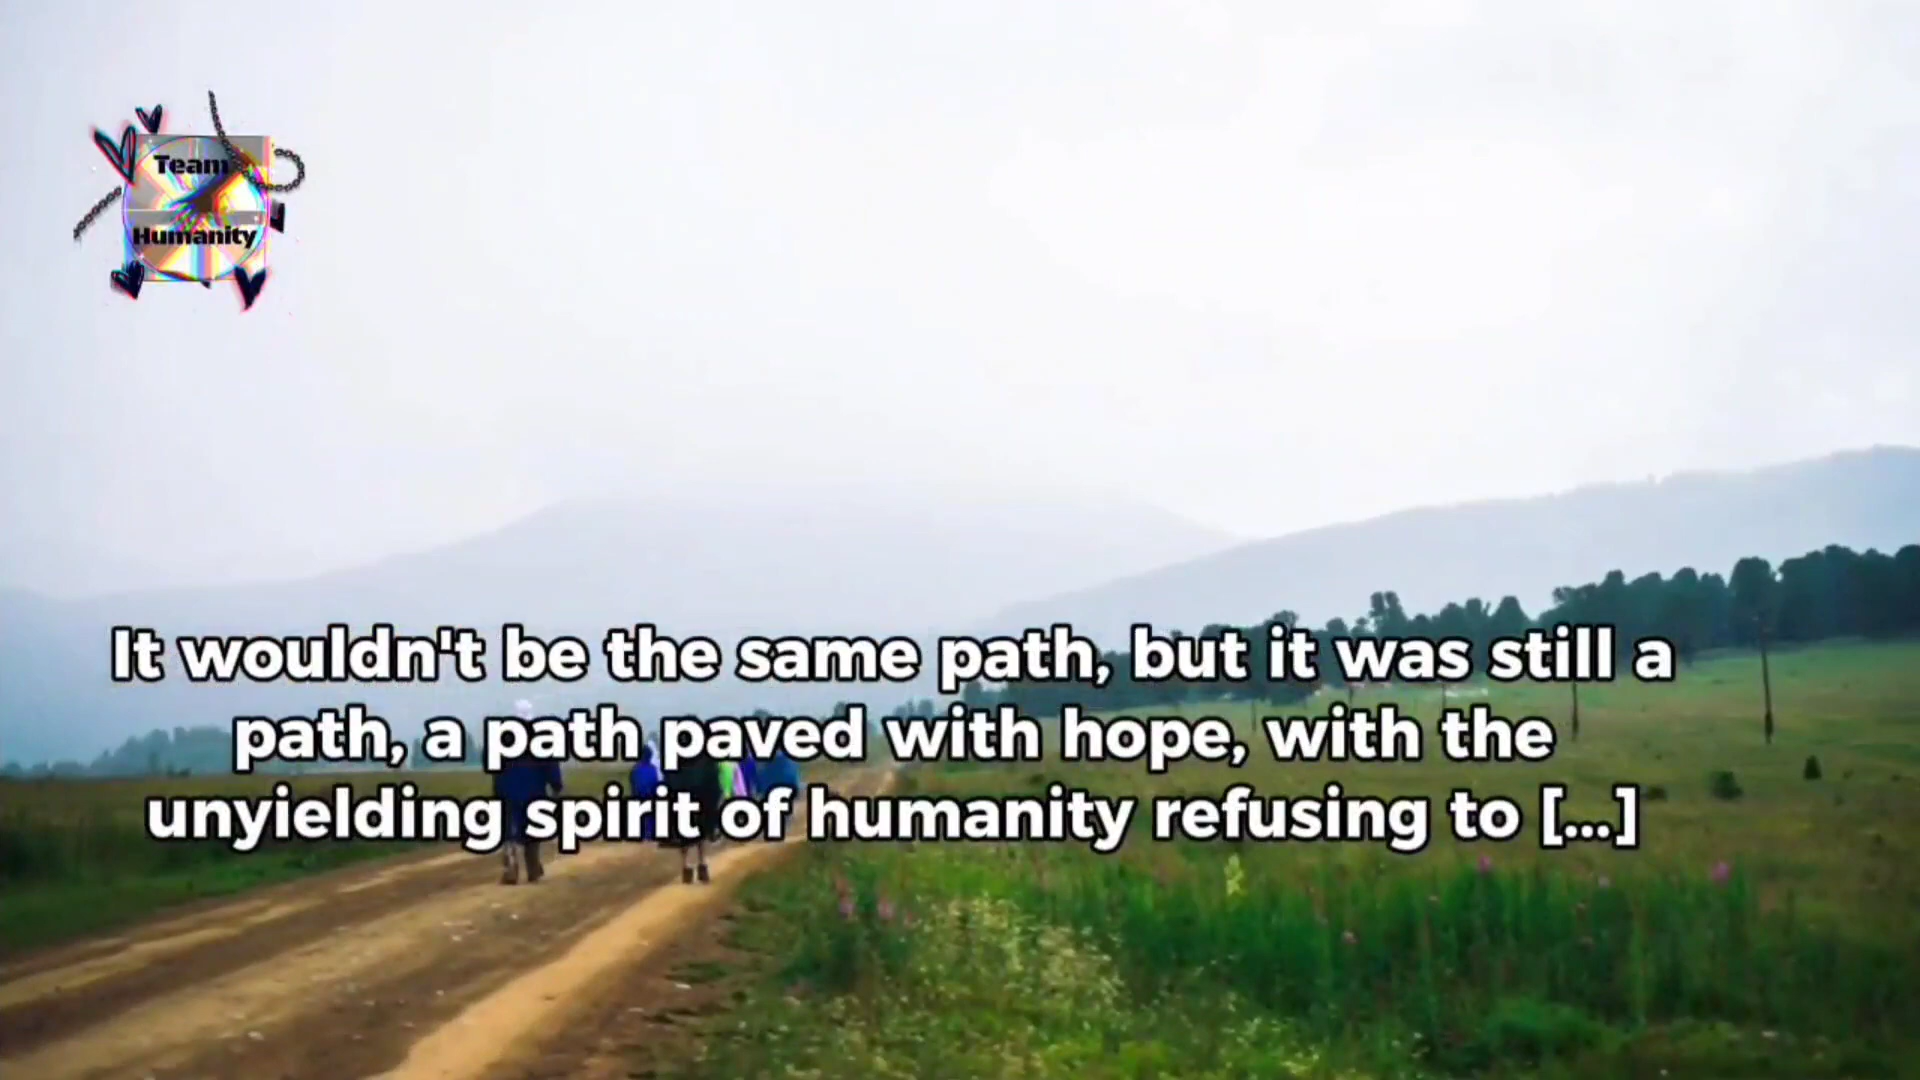 Team
Humanity
It wouldn't be the same path, but it was still a
path, a path paved with hope, with the
unyielding spirit of humanity refusing to [...]